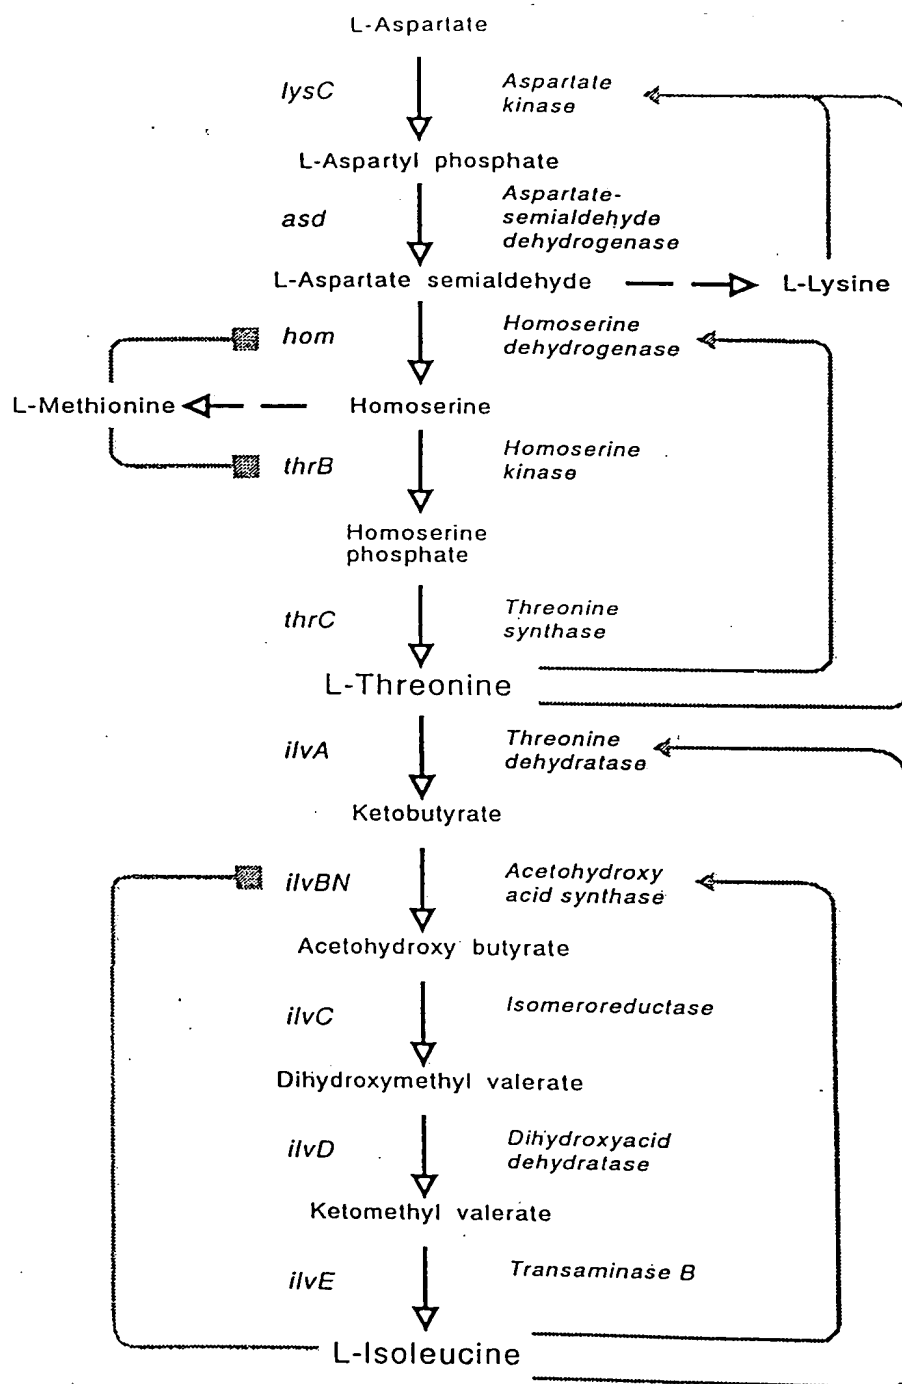 L-Aspartate
lysC
Aspartate
kinase
L-Aspartyl phosphate
asd
Aspartate-
semialdehyde
dehydrogenase
L-Aspartate semialdehyde
L-Lysine
hom
Homoserine
dehydrogenase
L-Methionine
Homoserine
thrB
Homoserine
kinase
Homoserine
phosphate
thrC
Threonine
synthase
L-Threonine
ilvA
Threonine
dehydratase
Ketobutyrate
ilvBN
Acetohydroxy
acid synthase
Acetohydroxy butyrate
ilvC
Isomeroreductase
Dihydroxymethyl valerate
ilvD
Dihydroxyacid
dehydratase
Ketomethyl valerate
ilvE
Transaminase B
L-Isoleucine